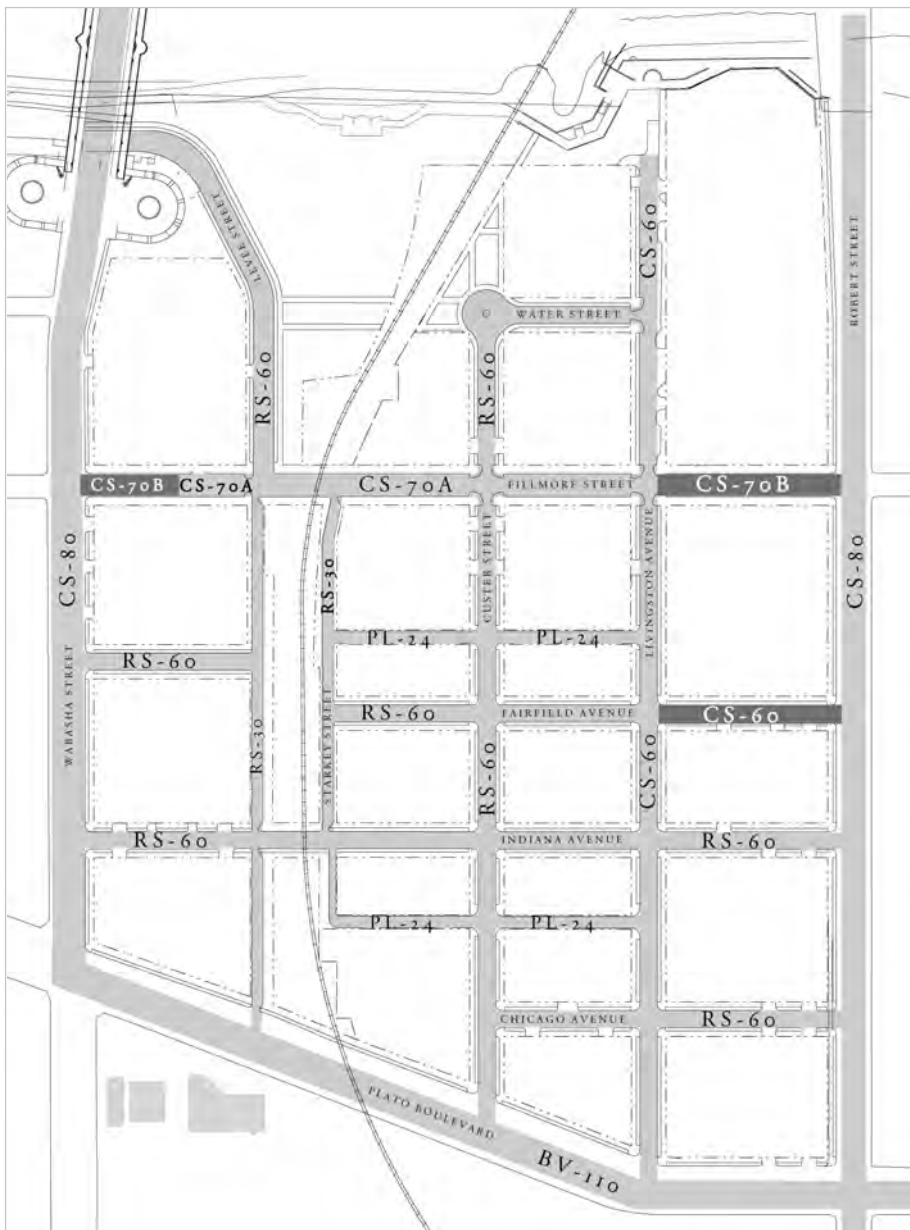 CS-60
LEVEE STREET
ROBERT STREET
WATER STREET
RS-60
RS-60
CS-70B
CS-70A
CS-70A
FILLMORE STREET
CS-70B
CS-80
RS-30
CUSTER STREET
LIVINGSTON AVENUE
CS-80
PL-24
PL-24
RS-60
WABASHA STREET
RS-60
FAIRFIELD AVENUE
CS-60
RS-30
STARKEY STREET
RS-60
CS-60
RS-60
INDIANA AVENUE
RS-60
PL-24
PL-24
CHICAGO AVENUE
RS-60
PLATO BOULEVARD
BV-110